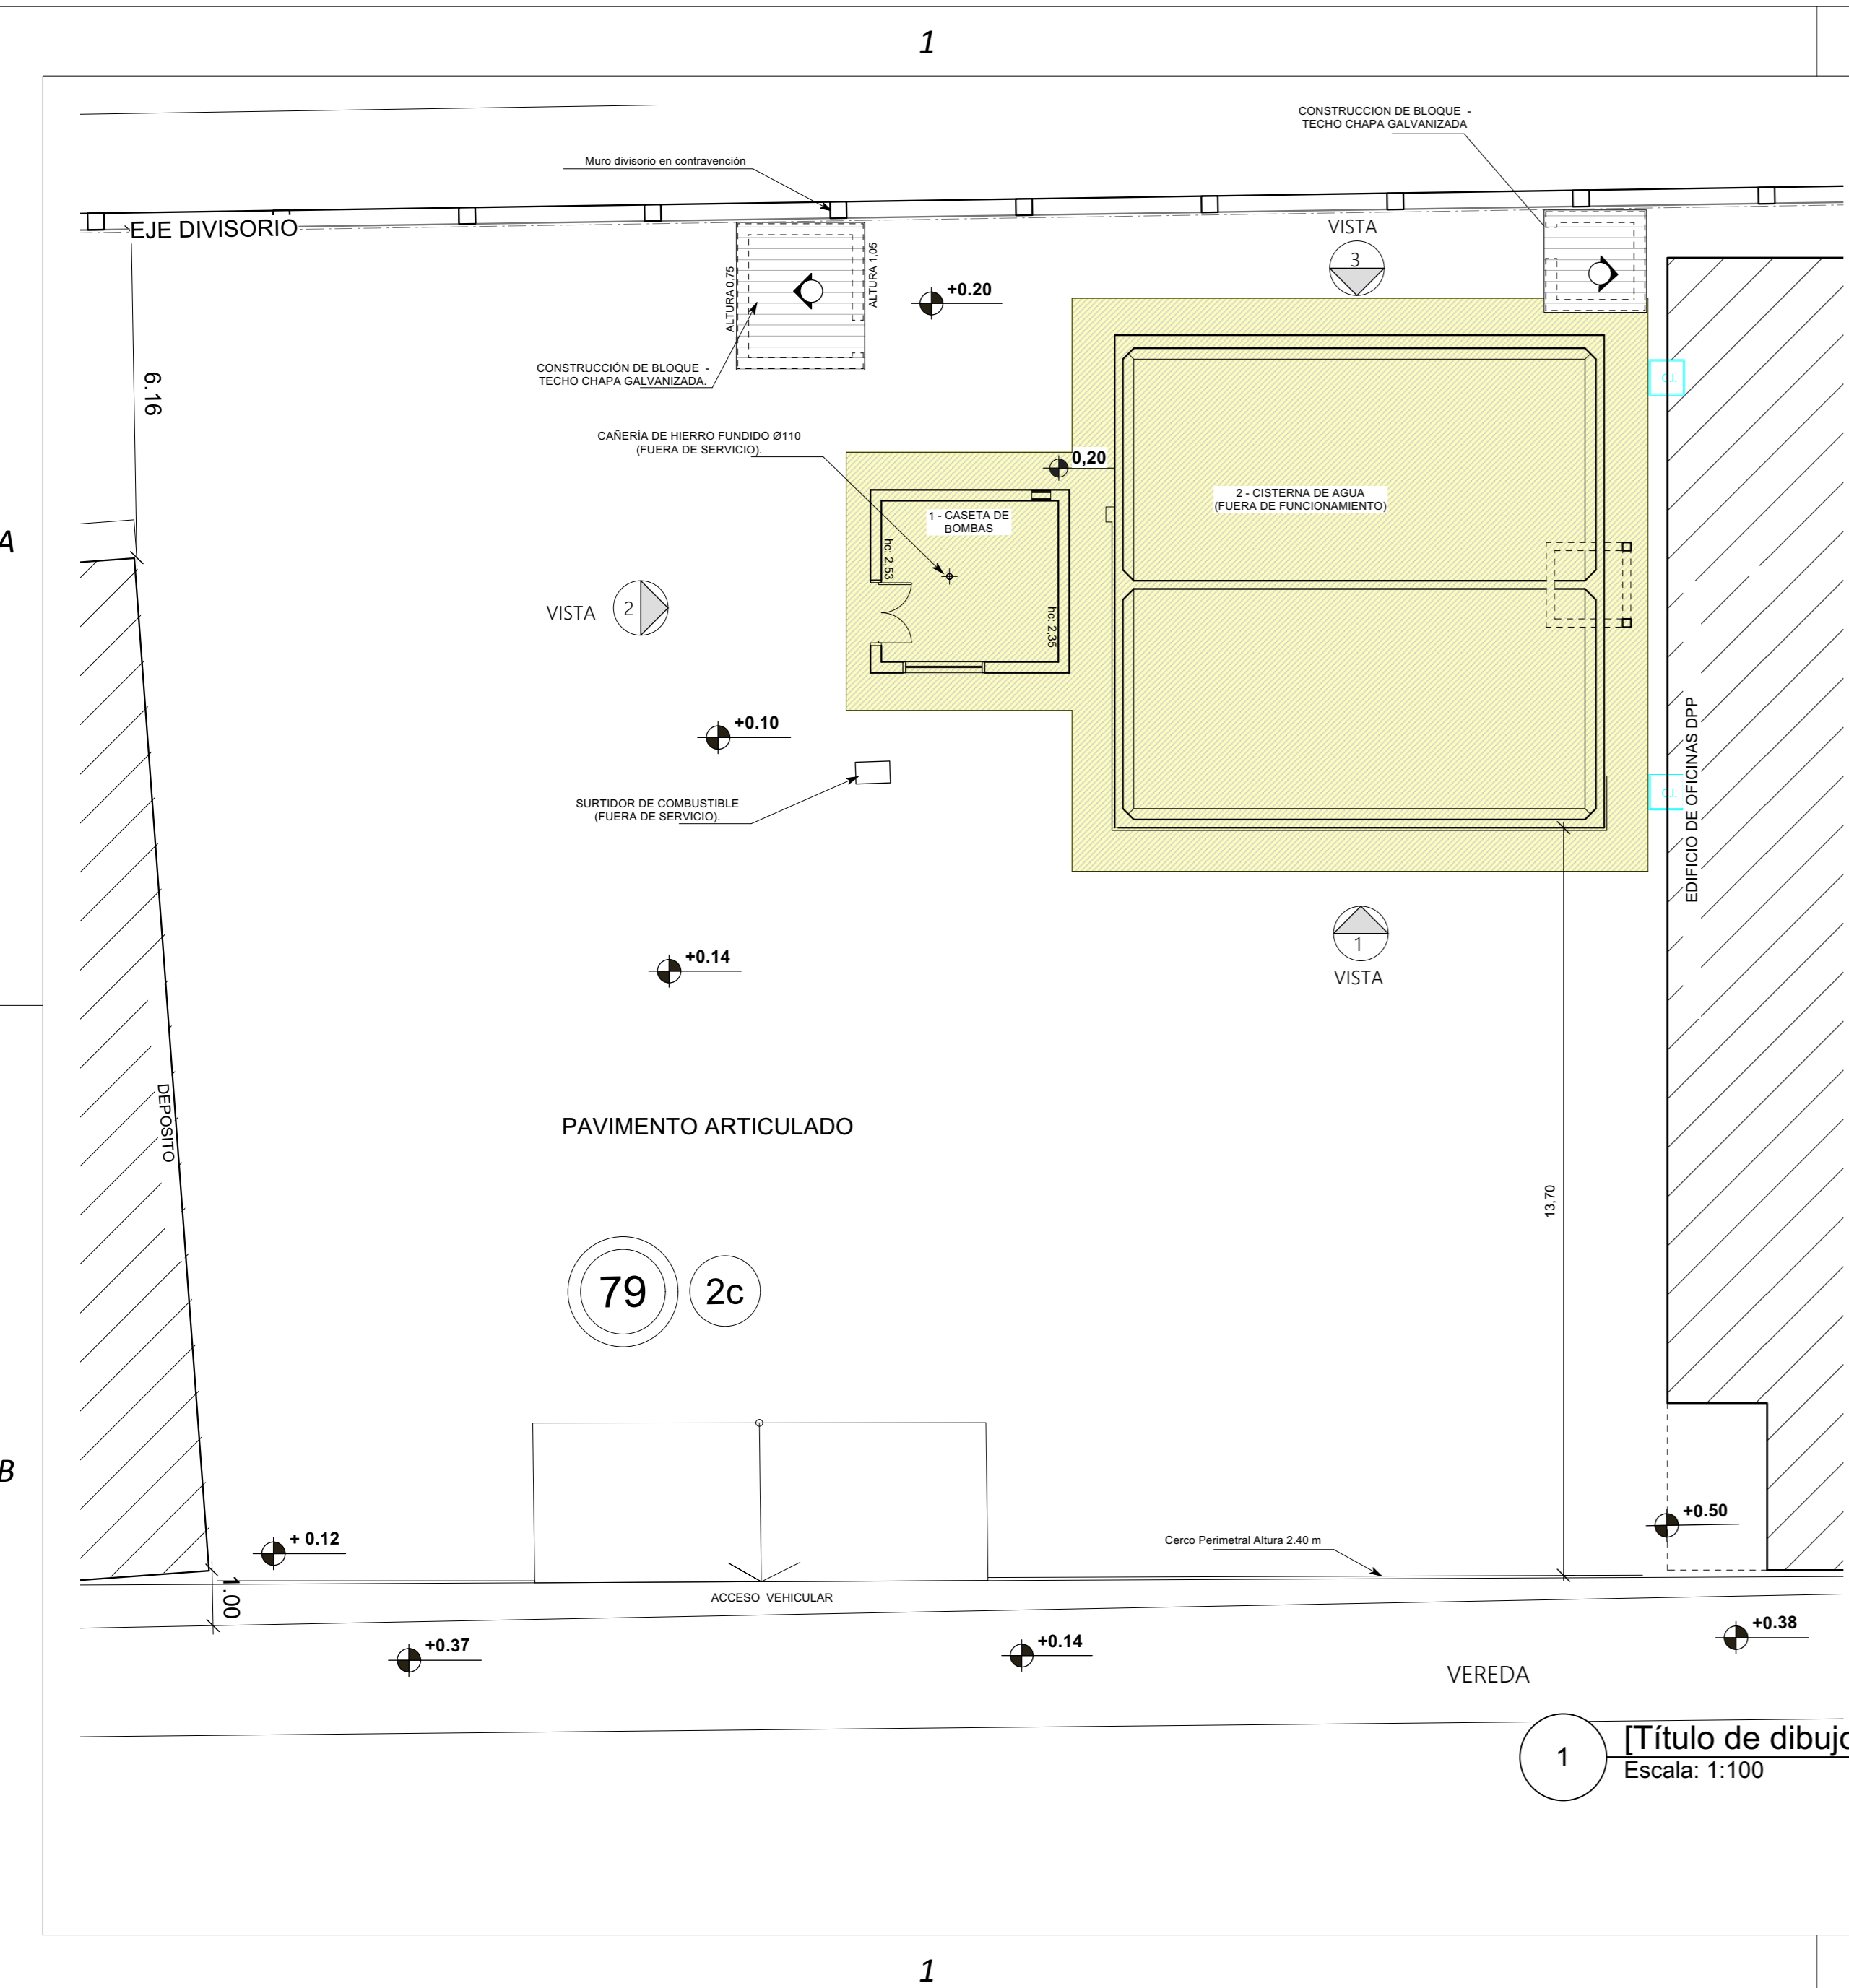 1
CONSTRUCCION DE BLOQUE -
TECHO CHAPA GALVANIZADA
Muro divisorio en contravención
EJE DIVISORIO
VISTA
3
ALTURA 0,75
ALTURA 1,05
+0.20
CONSTRUCCIÓN DE BLOQUE -
TECHO CHAPA GALVANIZADA.
6.16
C.I.
CAÑERÍA DE HIERRO FUNDIDO Ø110
(FUERA DE SERVICIO).
0,20
2 - CISTERNA DE AGUA
(FUERA DE FUNCIONAMIENTO)
1 - CASETA DE
BOMBAS
A
hc: 2,53
hc: 2,35
VISTA
2
+0.10
EDIFICIO DE OFICINAS DPP
C.I.
SURTIDOR DE COMBUSTIBLE
(FUERA DE SERVICIO).
1
VISTA
+0.14
DEPOSITO
PAVIMENTO ARTICULADO
13,70
79
2c
B
+0.50
+ 0.12
Cerco Perimetral Altura 2.40 m
1.00
ACCESO VEHICULAR
+0.37
+0.14
+0.38
VEREDA
1
[Título de dibujo
Escala: 1:100
1